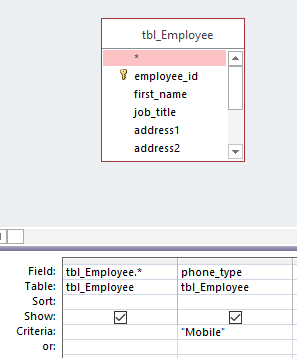 tbl_Employee
*
employee_id
first_name
job_title
address1
address2
Field: tbl_Employee.* phone_type
Table: tbl_Employee tbl_Employee
Sort:
Show:
Criteria: "Mobile"
or: